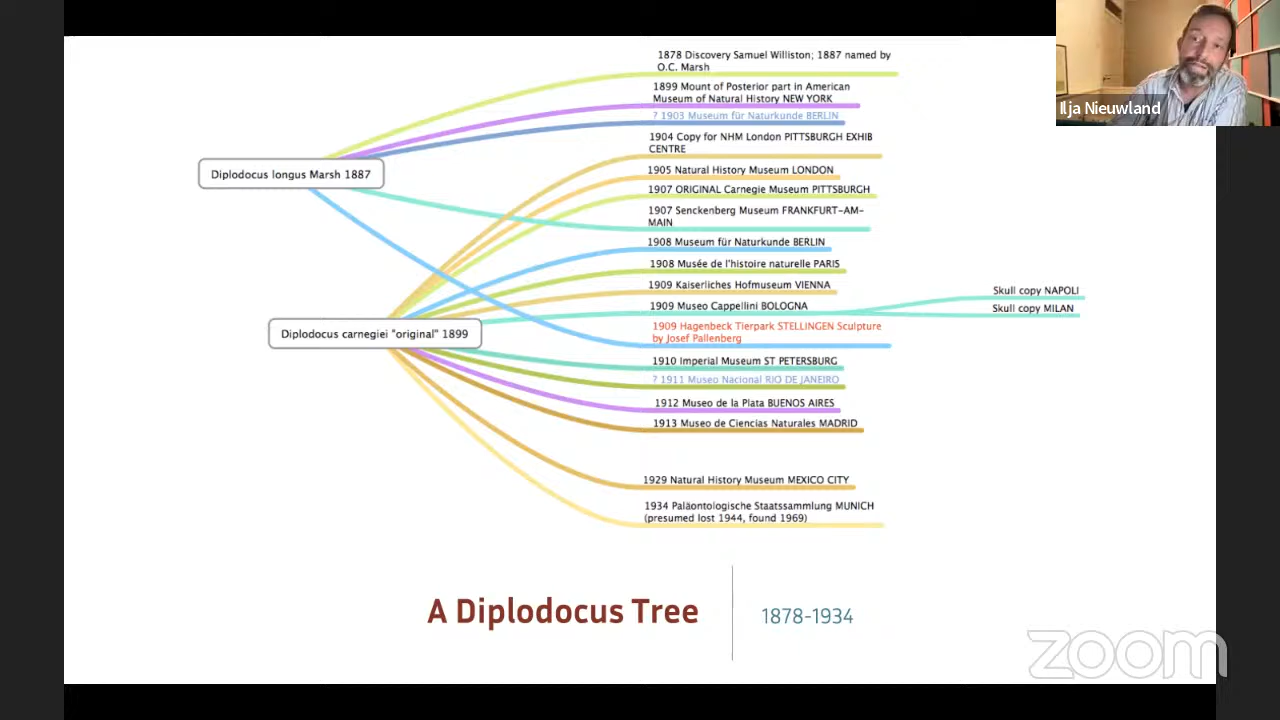 1878 Discovery Samuel Williston; 1887 named by
O.C. Marsh
1899 Mount of Posterior part in American
Museum of Natural History NEW YORK
? 1903 Museum für Naturkunde BERLIN
1904 Copy for NHM London PITTSBURGH EXHIB
CENTRE
1905 Natural History Museum LONDON
Diplodocus longus Marsh 1887
1907 ORIGINAL Carnegie Museum PITTSBURGH
1907 Senckenberg Museum FRANKFURT-AM-
MAIN
1908 Museum für Naturkunde BERLIN
1908 Musée de l'histoire naturelle PARIS
1909 Kaiserliches Hofmuseum VIENNA
1909 Museo Cappellini BOLOGNA
Skull copy NAPOLI
Skull copy MILAN
Diplodocus carnegiei "original" 1899
1909 Hagenbeck Tierpark STELLINGEN Sculpture
by Josef Pallenberg
1910 Imperial Museum ST PETERSBURG
? 1911 Museo Nacional RIO DE JANEIRO
1912 Museo de la Plata BUENOS AIRES
1913 Museo de Ciencias Naturales MADRID
1929 Natural History Museum MEXICO CITY
1934 Paläontologische Staatssammlung MUNICH
(presumed lost 1944, found 1969)
A Diplodocus Tree
1878-1934
Ilja Nieuwland
zoom